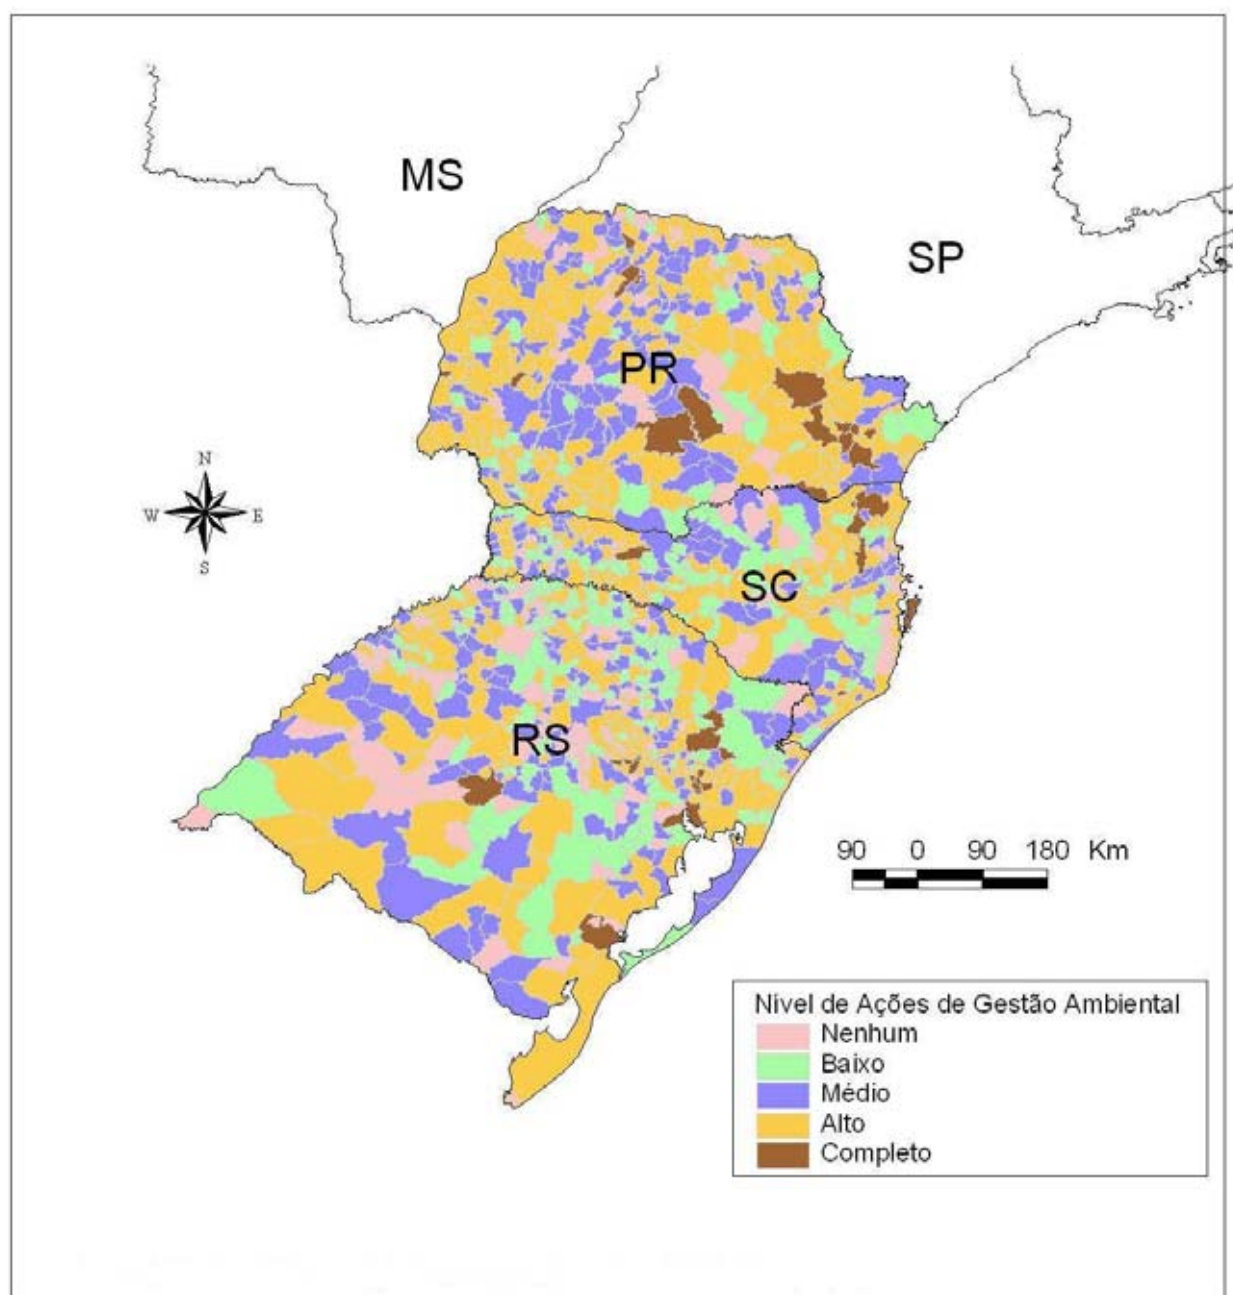 MS
SP
PR
N
W E
S
SC
RS
90 0 90 180 Km
Nível de Ações de Gestão Ambiental
Nenhum
Baixo
Médio
Alto
Completo